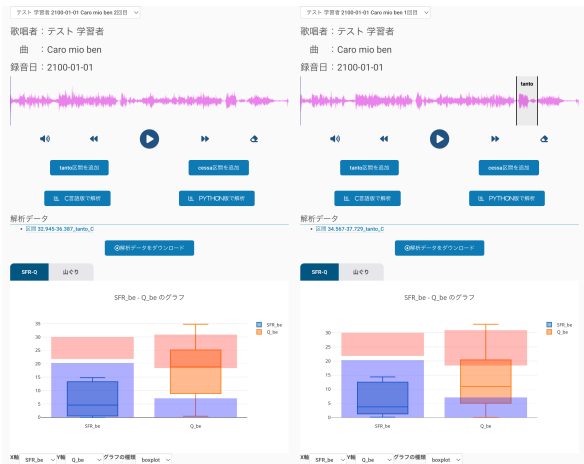 テスト 学習者 2100-01-01 Caro mio ben 2回目
歌唱者：テスト 学習者
曲 ：Caro mio ben
録音日：2100-01-01
tanto区間を追加
cessa区間を追加
C言語版で解析
PYTHON版で解析
解析データ
区間 32.945-36.387_tanto_C
解析データをダウンロード
SFR-Q
山ぐり
SFR_be - Q_be のグラフ
SFR_be
Q_be
35
30
25
20
15
10
5
0
SFR_be
Q_be
X軸 SFR_be Y軸 Q_be グラフの種類 boxplot
テスト 学習者 2100-01-01 Caro mio ben 1回目
歌唱者：テスト 学習者
曲 ：Caro mio ben
録音日：2100-01-01
tanto
tanto区間を追加
cessa区間を追加
C言語版で解析
PYTHON版で解析
解析データ
区間 34.567-37.729_tanto_C
解析データをダウンロード
SFR-Q
山ぐり
SFR_be - Q_be のグラフ
SFR_be
Q_be
30
25
20
15
10
5
0
SFR_be
Q_be
X軸 SFR_be Y軸 Q_be グラフの種類 boxplot